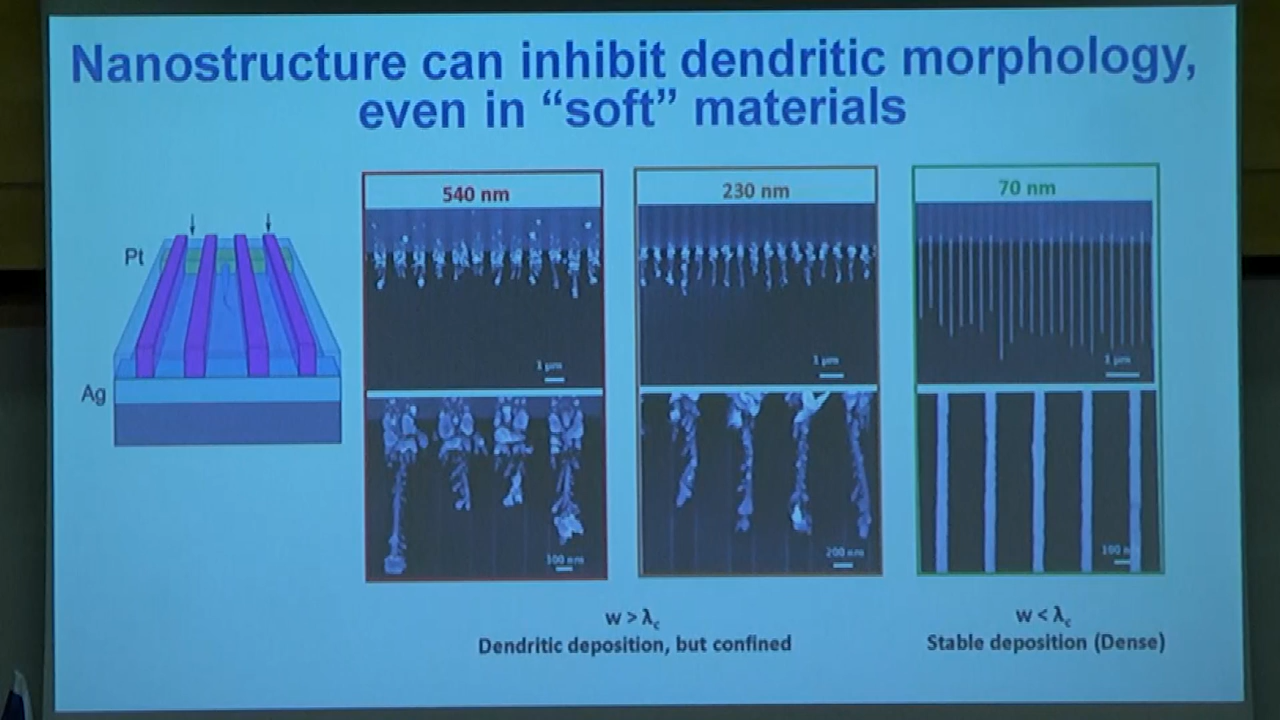 Nanostructure can inhibit dendritic morphology,
even in “soft” materials
Pt
Ag
540 nm
1 μm
100 nm
230 nm
1 μm
200 nm
70 nm
1 μm
100 n
w > λc
Dendritic deposition, but confined
w < λc
Stable deposition (Dense)